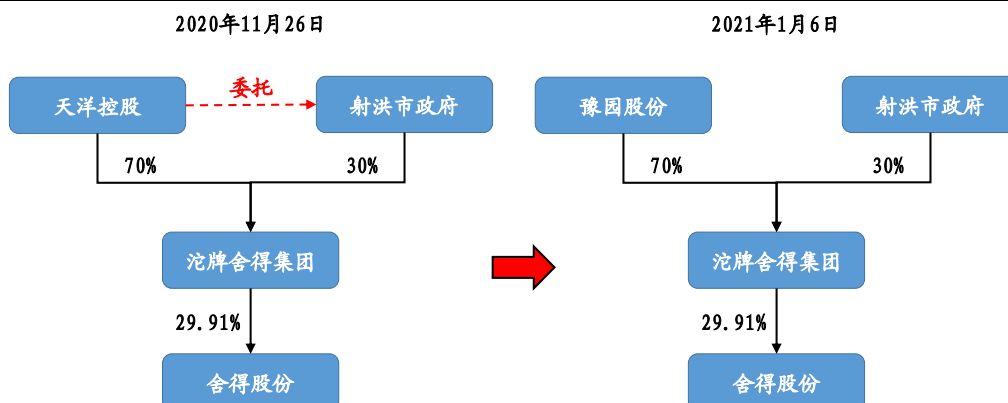 2020年11月26日
2021年1月6日
天洋控股
委托
射洪市政府
豫园股份
射洪市政府
70%
30%
70%
30%
沱牌舍得集团
沱牌舍得集团
29.91%
29.91%
舍得股份
舍得股份